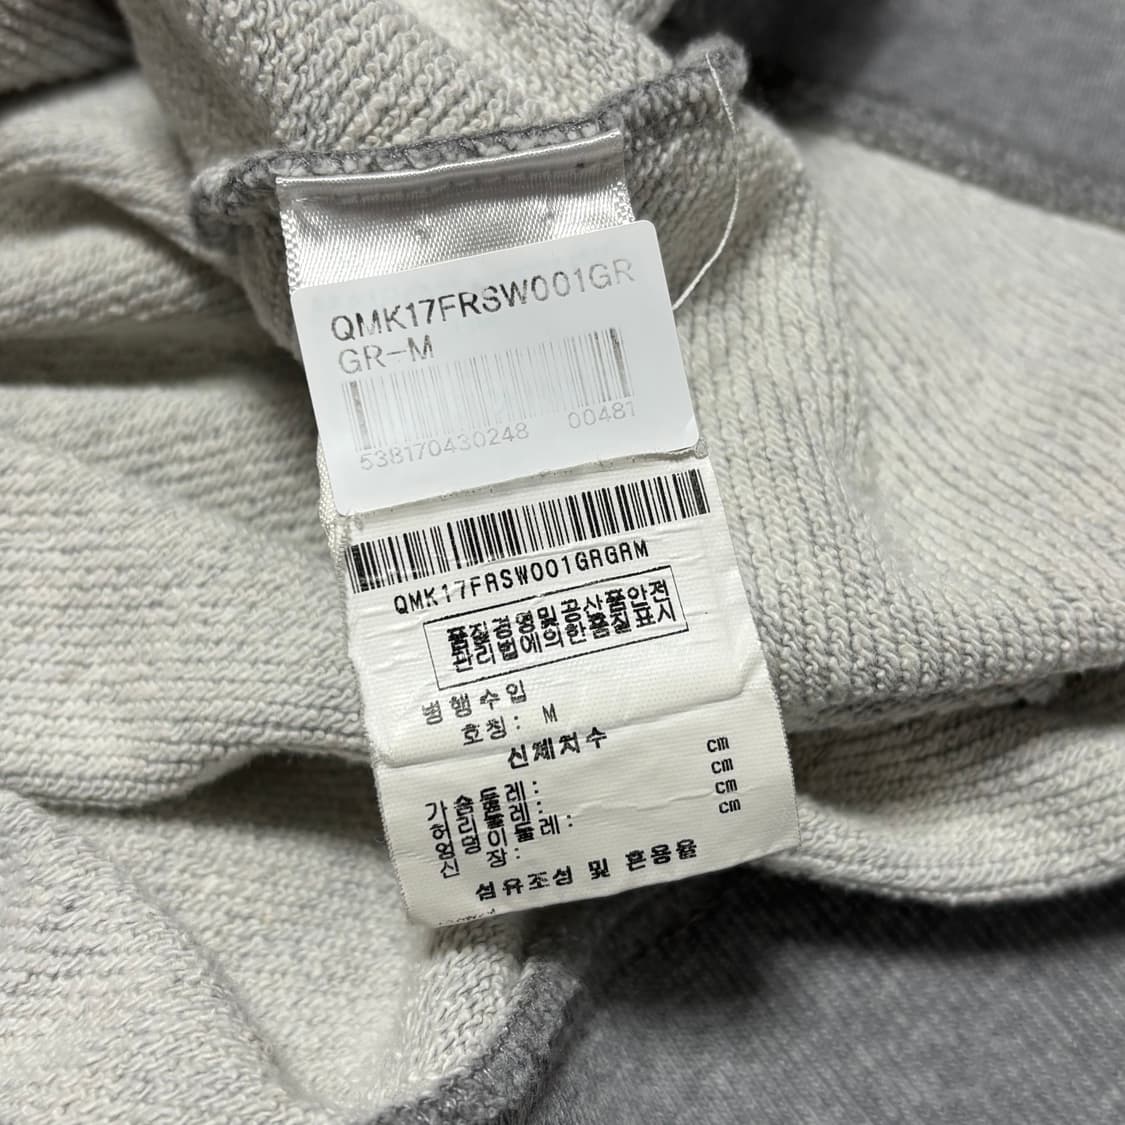 QMK17FRSW001GR
GR-M
538170430248 00481
QMK17FRSW001GRGRM
품질경영및공산품안전
관리법에의한품질표시
병행수입
호칭: M
신체치수
가슴둘레: cm
허리둘레: cm
엉덩이둘레: cm
신장: cm
섬유조성 및 혼용율